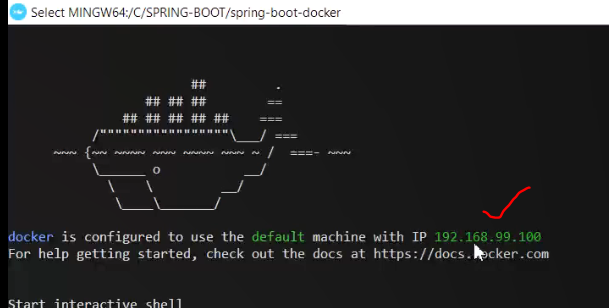 Select MINGW64:/C/SPRING-BOOT/spring-boot-docker
##         .
## ## ##        ==
## ## ## ## ##    ===
/"""""""""""""""""\___/ ===
~~~ {~~ ~~~~ ~~~ ~~~~ ~~~ ~ /  ===- ~~~
\______ o           __/
\    \         __/
\____\_______/
docker is configured to use the default machine with IP 192.168.99.100
For help getting started, check out the docs at https://docs.docker.com
Start interactive shell